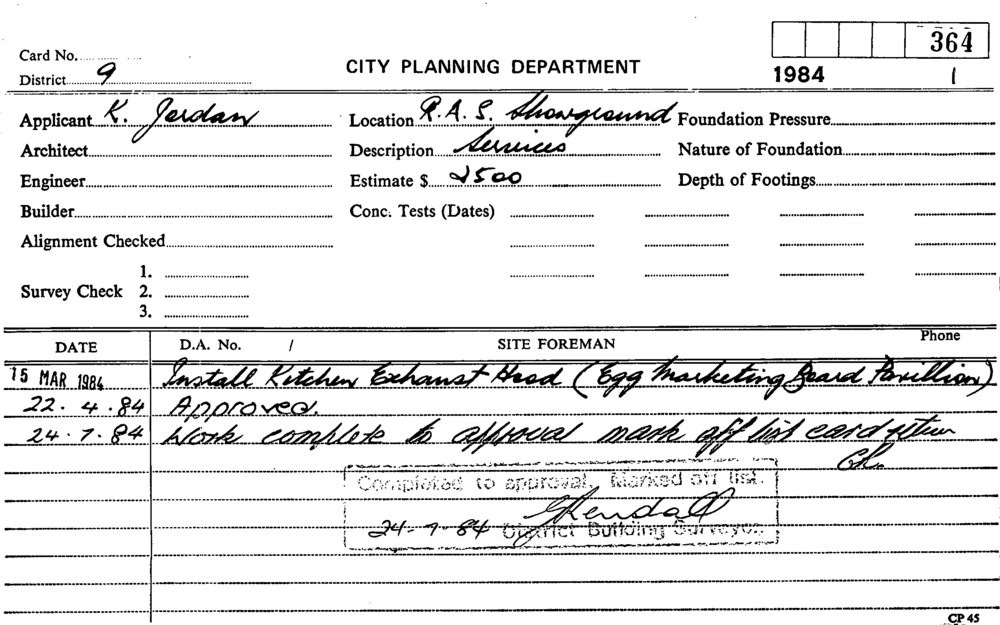 364
Card No.
District 9
CITY PLANNING DEPARTMENT
1984 1
Applicant K. Jordan
Location R.A.S. Showground
Foundation Pressure
Architect
Description Services
Nature of Foundation
Engineer
Estimate $ 2500
Depth of Footings
Builder
Conc. Tests (Dates)
Alignment Checked
1.
Survey Check 2.
3.
DATE D.A. No. / SITE FOREMAN Phone
15 MAR 1984 Install Kitchen Exhaust Hood (Egg Marketing Board Pavillion)
22.4.84 Approved.
24.7.84 Work complete to approval mark off list card return
Completed to approval. Marked off list.
GKendall
24-7-84 District Building Surveyor.
CP 45